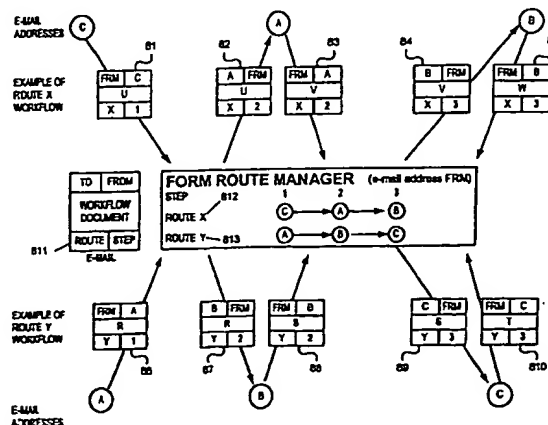 E-MAIL
ADDRESSES
C
A
B
81
82
83
84
EXAMPLE OF
ROUTE X
WORKFLOW
FRM C
U
X 1
A FRM
U
X 2
FRM A
V
X 2
B FRM
V
X 3
FRM B
W
X 3
TO FROM
WORKFLOW
DOCUMENT
ROUTE STEP
E-MAIL
811
FORM ROUTE MANAGER (e-mail address FRM)
STEP 812 1 2 3
ROUTE X C A B
ROUTE Y 813 A B C
EXAMPLE OF
ROUTE Y
WORKFLOW
FRM A
R
Y 1
B FRM
R
Y 2
FRM B
S
Y 2
C FRM
S
Y 3
FRM C
T
Y 3
86
87
88
89
810
A
B
C
E-MAIL
ADDRESSES